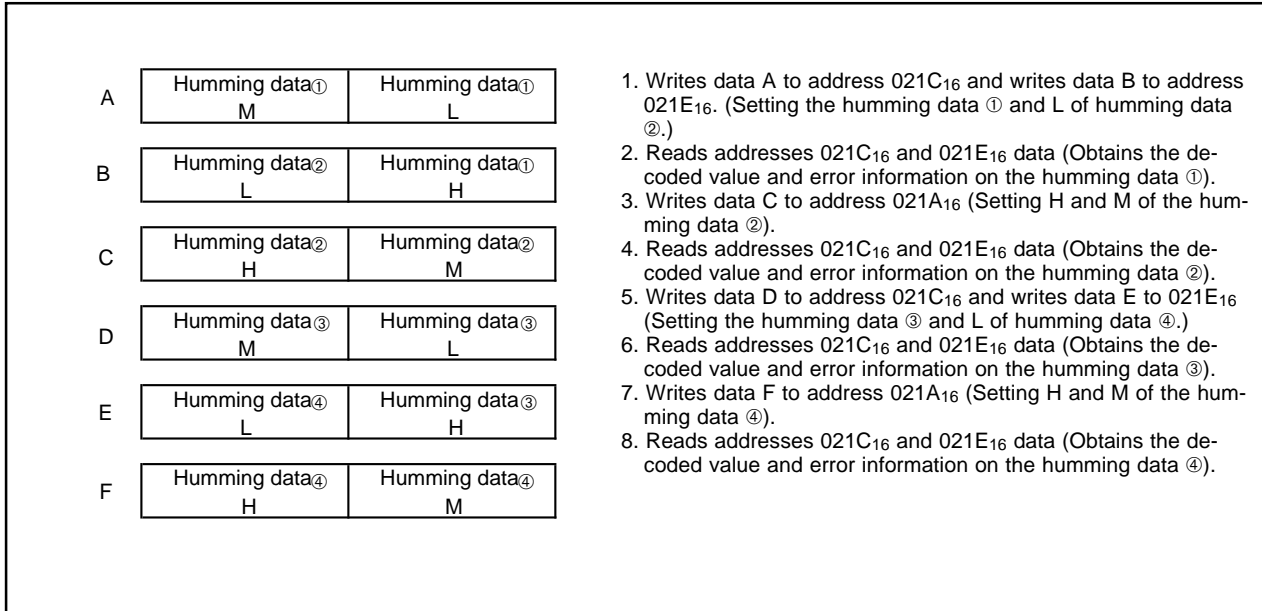 A
Humming data① Humming data①
M L
B
Humming data② Humming data①
L H
C
Humming data② Humming data②
H M
D
Humming data③ Humming data③
M L
E
Humming data④ Humming data③
L H
F
Humming data④ Humming data④
H M
1. Writes data A to address 021C₁₆ and writes data B to address
021E₁₆. (Setting the humming data ① and L of humming data
②.)
2. Reads addresses 021C₁₆ and 021E₁₆ data (Obtains the de-
coded value and error information on the humming data ①).
3. Writes data C to address 021A₁₆ (Setting H and M of the hum-
ming data ②).
4. Reads addresses 021C₁₆ and 021E₁₆ data (Obtains the de-
coded value and error information on the humming data ②).
5. Writes data D to address 021C₁₆ and writes data E to 021E₁₆
(Setting the humming data ③ and L of humming data ④.)
6. Reads addresses 021C₁₆ and 021E₁₆ data (Obtains the de-
coded value and error information on the humming data ③).
7. Writes data F to address 021A₁₆ (Setting H and M of the hum-
ming data ④).
8. Reads addresses 021C₁₆ and 021E₁₆ data (Obtains the de-
coded value and error information on the humming data ④).